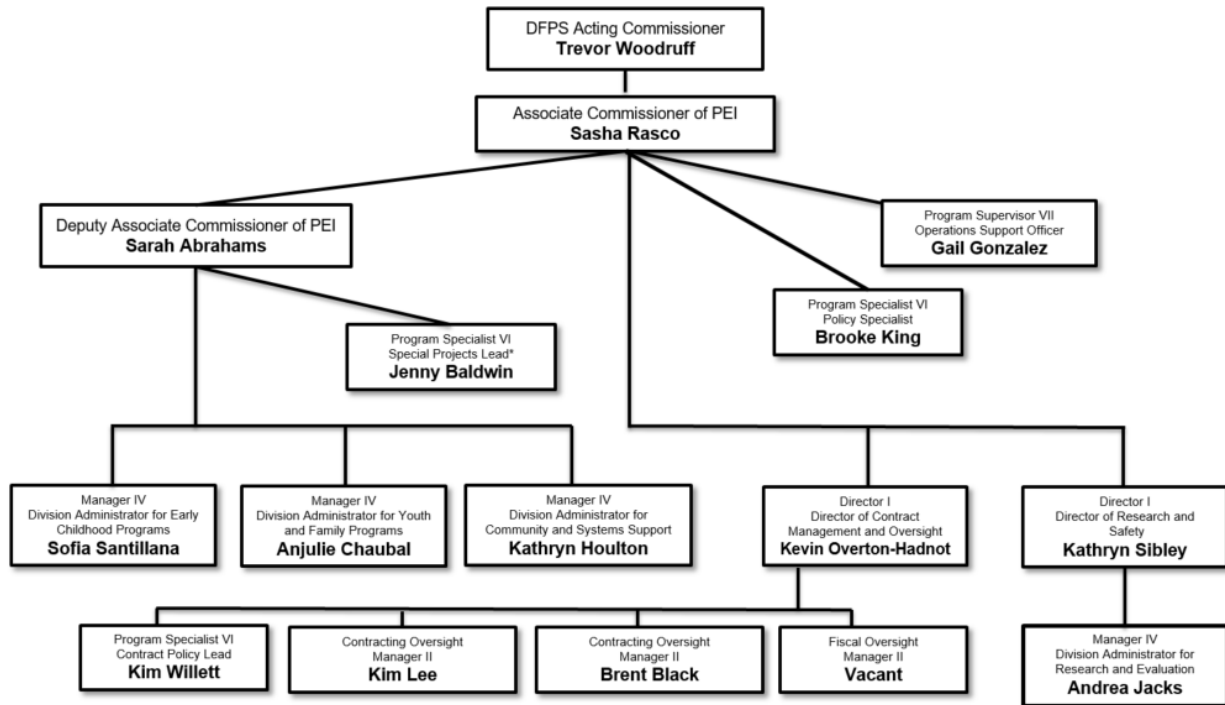 DFPS Acting Commissioner
Trevor Woodruff
Associate Commissioner of PEI
Sasha Rasco
Deputy Associate Commissioner of PEI
Sarah Abrahams
Program Supervisor VII
Operations Support Officer
Gail Gonzalez
Program Specialist VI
Policy Specialist
Brooke King
Program Specialist VI
Special Projects Lead*
Jenny Baldwin
Manager IV
Division Administrator for Early
Childhood Programs
Sofia Santillana
Manager IV
Division Administrator for Youth
and Family Programs
Anjulie Chaubal
Manager IV
Division Administrator for
Community and Systems Support
Kathryn Houlton
Director I
Director of Contract
Management and Oversight
Kevin Overton-Hadnot
Director I
Director of Research and
Safety
Kathryn Sibley
Program Specialist VI
Contract Policy Lead
Kim Willett
Contracting Oversight
Manager II
Kim Lee
Contracting Oversight
Manager II
Brent Black
Fiscal Oversight
Manager II
Vacant
Manager IV
Division Administrator for
Research and Evaluation
Andrea Jacks